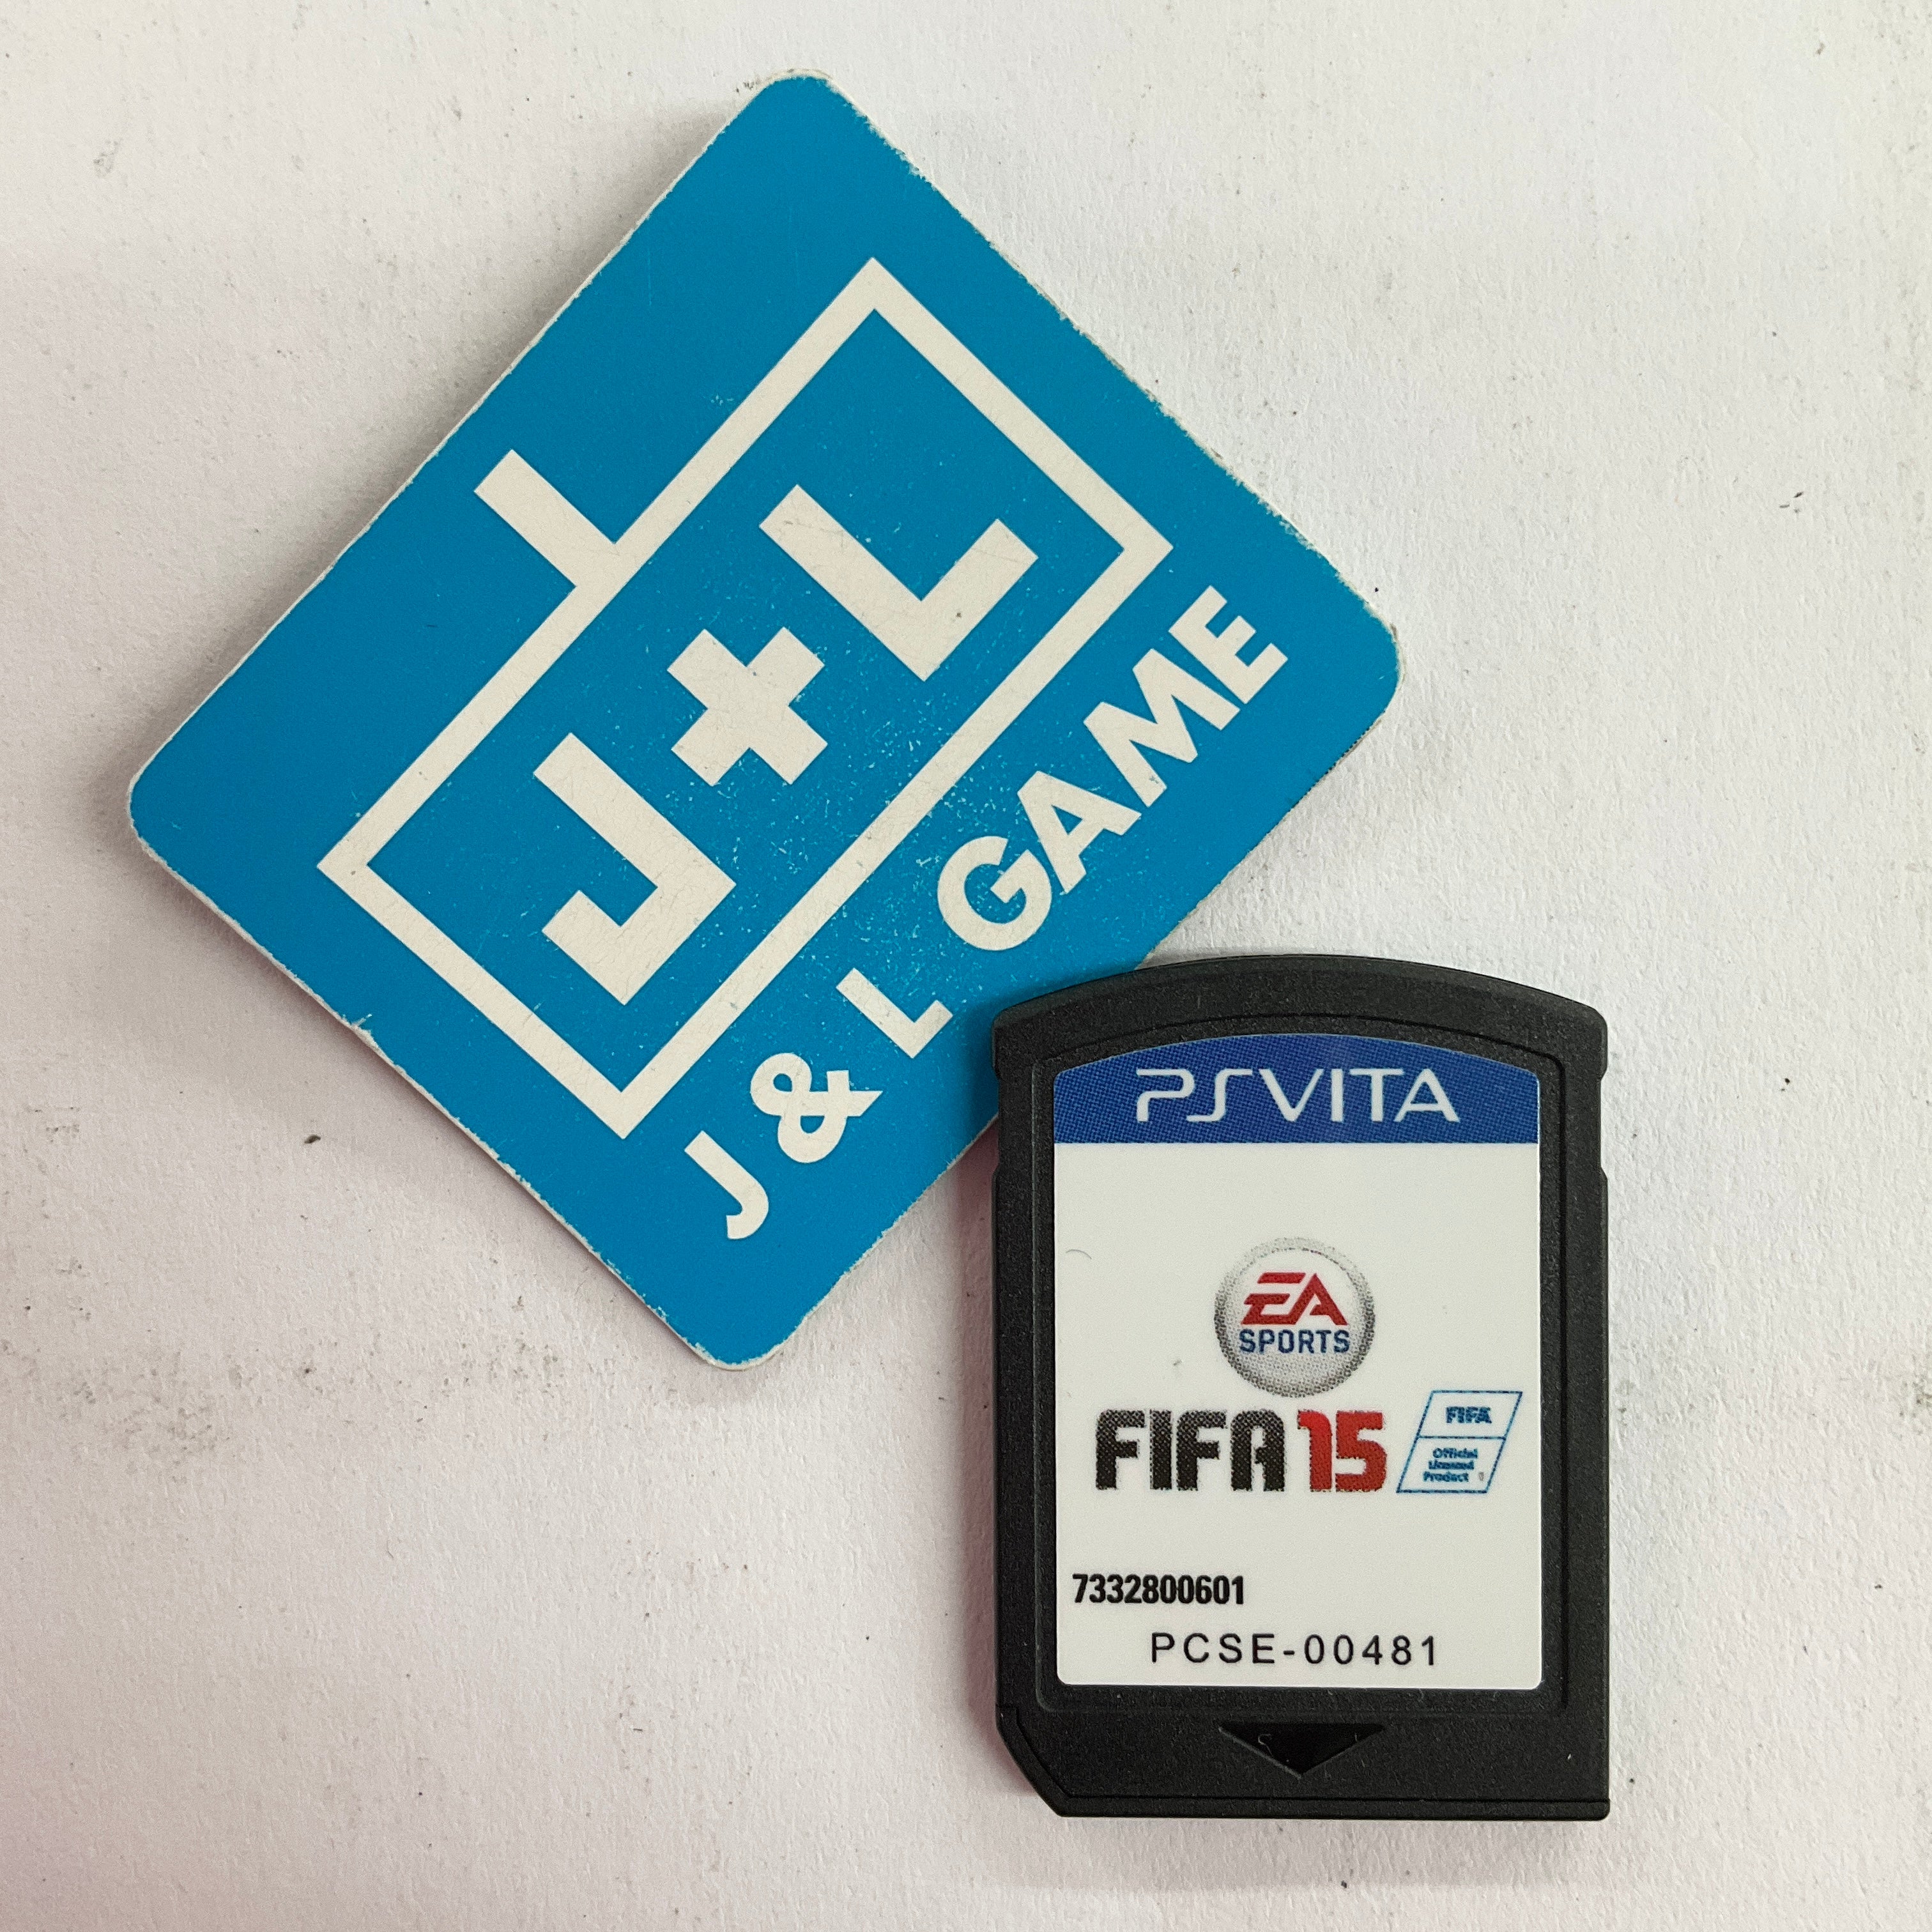 J+L
J & L GAME
PSVITA
EA
SPORTS
FIFA 15
FIFA
Official
Licensed
Product
7332800601
PCSE-00481